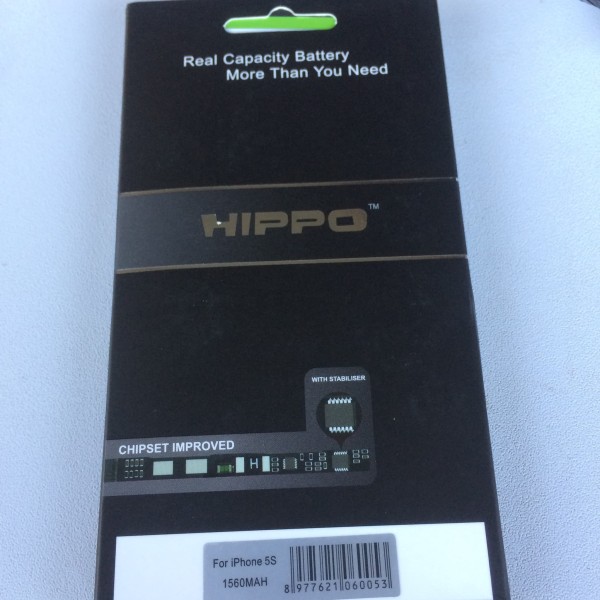 Real Capacity Battery
More Than You Need
HIPPO™
WITH STABILISER
CHIPSET IMPROVED
H
For iPhone 5S
1560MAH
8 977621 060053